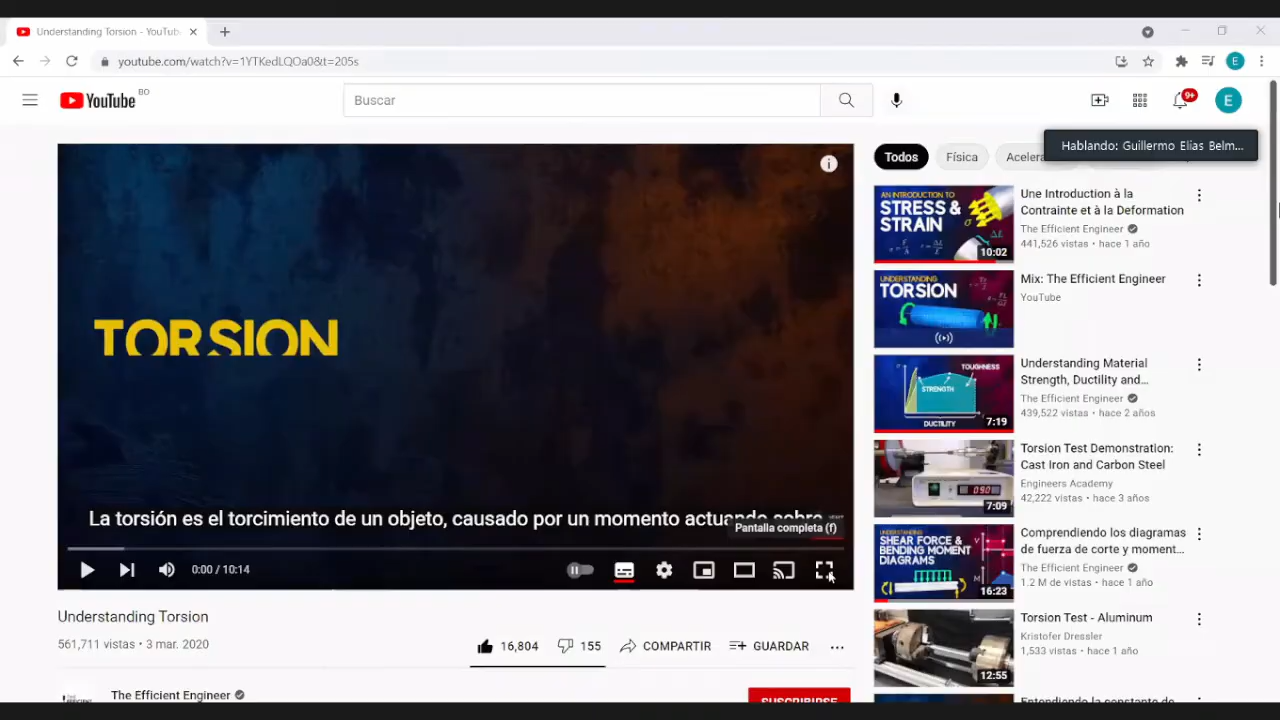 Understanding Torsion - YouTub
youtube.com/watch?v=1YTKedLQOa0&t=205s
E
YouTube
BO
Buscar
9+
E
Hablando: Guillermo Elías Belm...
Todos
Física
Acelera
TORSION
La torsión es el torcimiento de un objeto, causado por un momento actuando sobre
Pantalla completa (f)
0:00 / 10:14
Understanding Torsion
561,711 vistas • 3 mar. 2020
16,804
155
COMPARTIR
GUARDAR
The Efficient Engineer
SUSCRIBIRSE
AN INTRODUCTION TO
STRESS &
STRAIN
10:02
Une Introduction à la
Contrainte et à la Deformation
The Efficient Engineer
441,526 vistas • hace 1 año
UNDERSTANDING
TORSION
Mix: The Efficient Engineer
YouTube
TOUGHNESS
STRENGTH
DUCTILITY
7:19
Understanding Material
Strength, Ductility and...
The Efficient Engineer
439,522 vistas • hace 2 años
7:09
Torsion Test Demonstration:
Cast Iron and Carbon Steel
Engineers Academy
42,222 vistas • hace 3 años
UNDERSTANDING
SHEAR FORCE &
BENDING MOMENT
DIAGRAMS
16:23
Comprendiendo los diagramas
de fuerza de corte y moment...
The Efficient Engineer
1.2 M de vistas • hace 1 año
12:55
Torsion Test - Aluminum
Kristofer Dressler
1,533 vistas • hace 1 año
Entendiendo la constante de